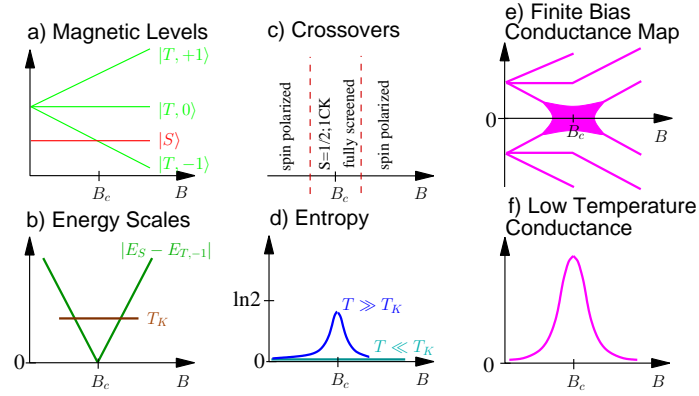 a) Magnetic Levels
|T, +1⟩
|T, 0⟩
|S⟩
|T, −1⟩
B_c
B
b) Energy Scales
|E_S − E_{T,−1}|
T_K
0
B_c
B
c) Crossovers
spin polarized
S=1/2:1CK
fully screened
spin polarized
B_c
B
d) Entropy
ln2
T ≫ T_K
T ≪ T_K
0
B_c
B
e) Finite Bias
Conductance Map
0
B_c
B
f) Low Temperature
Conductance
0
B_c
B